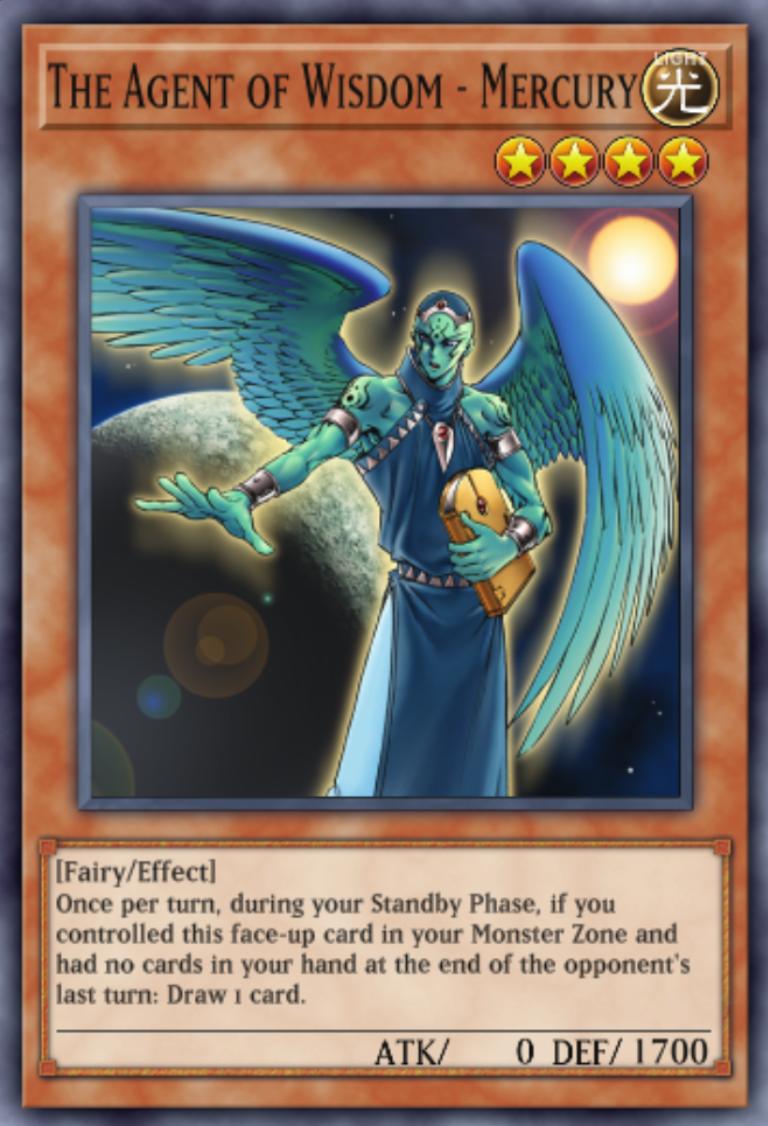 THE AGENT OF WISDOM - MERCURY
LIGHT
光
[Fairy/Effect]
Once per turn, during your Standby Phase, if you
controlled this face-up card in your Monster Zone and
had no cards in your hand at the end of the opponent's
last turn: Draw 1 card.
ATK/ 0 DEF/ 1700